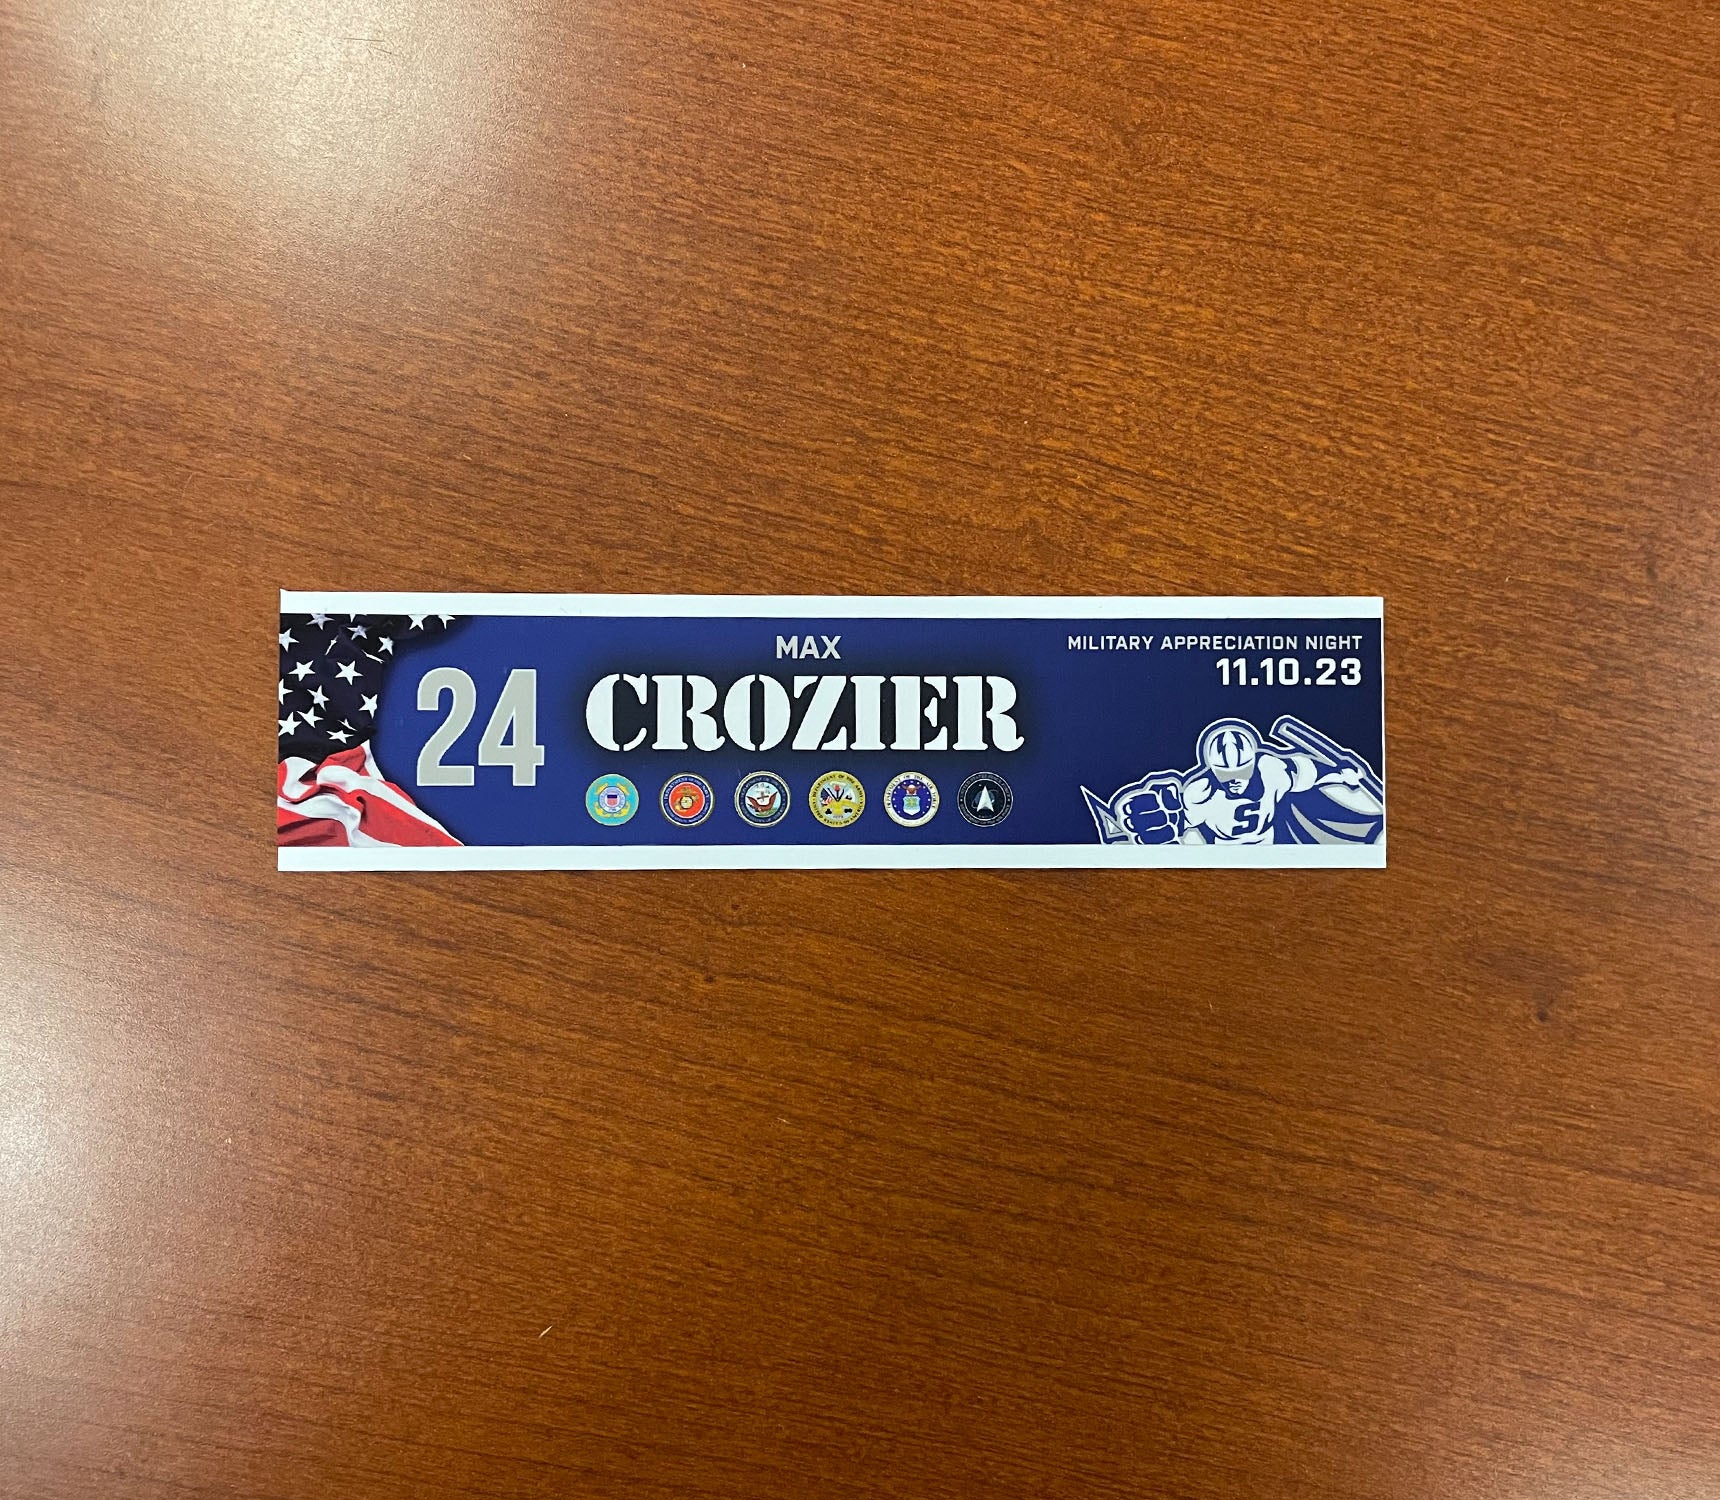 24
MAX
CROZIER
MILITARY APPRECIATION NIGHT
11.10.23
S